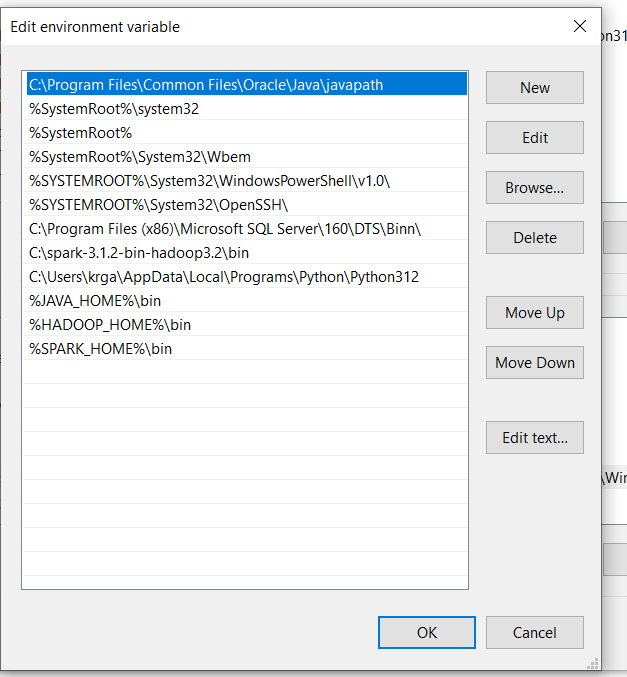 Edit environment variable
on31
C:\Program Files\Common Files\Oracle\Java\javapath
%SystemRoot%\system32
%SystemRoot%
%SystemRoot%\System32\Wbem
%SYSTEMROOT%\System32\WindowsPowerShell\v1.0\
%SYSTEMROOT%\System32\OpenSSH\
C:\Program Files (x86)\Microsoft SQL Server\160\DTS\Binn\
C:\spark-3.1.2-bin-hadoop3.2\bin
C:\Users\krga\AppData\Local\Programs\Python\Python312
%JAVA_HOME%\bin
%HADOOP_HOME%\bin
%SPARK_HOME%\bin
New
Edit
Browse...
Delete
Move Up
Move Down
Edit text...
\Win
OK
Cancel